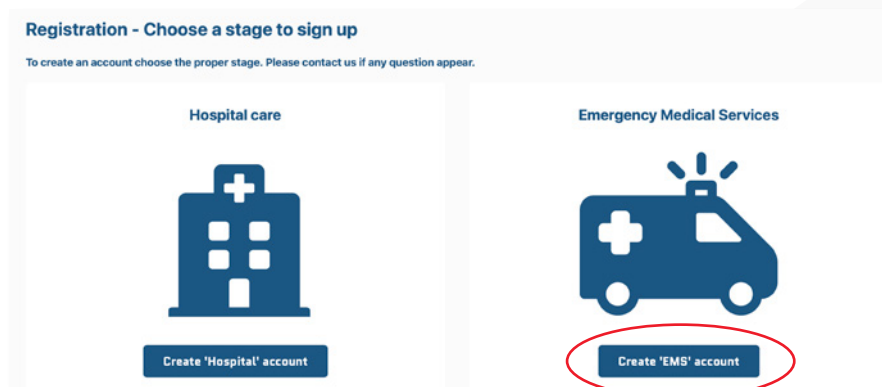 Registration - Choose a stage to sign up
To create an account choose the proper stage. Please contact us if any question appear.
Hospital care
Emergency Medical Services
Create 'Hospital' account
Create 'EMS' account